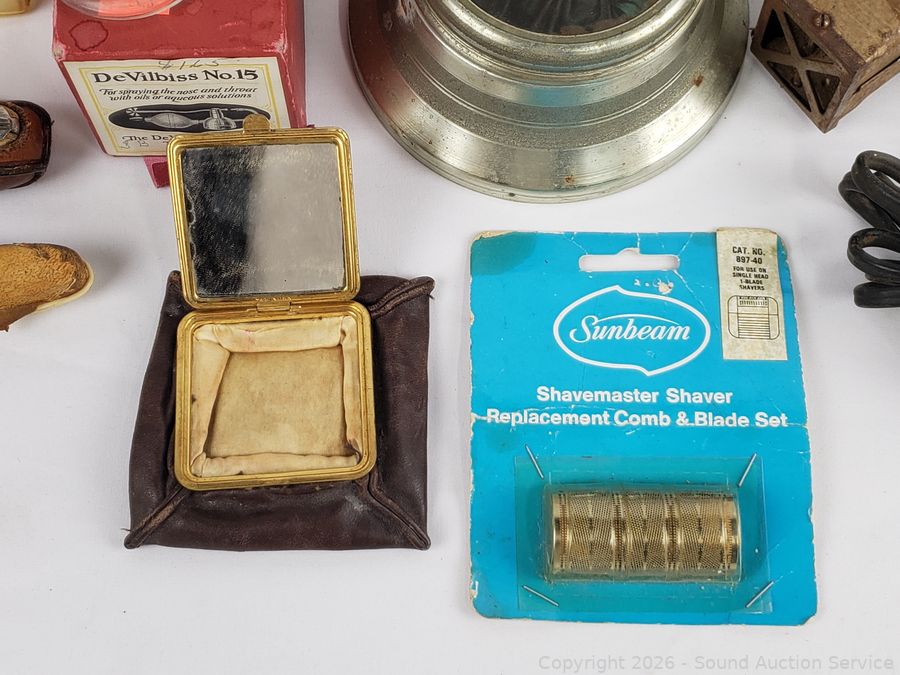 DeVilbiss No. 15
For spraying the nose and throat
with oils or aqueous solutions
The De
CAT. NO.
897-40
FOR USE ON
SINGLE HEAD
1-BLADE
SHAVERS
Sunbeam
Shavemaster Shaver
Replacement Comb & Blade Set
Copyright 2026 - Sound Auction Service